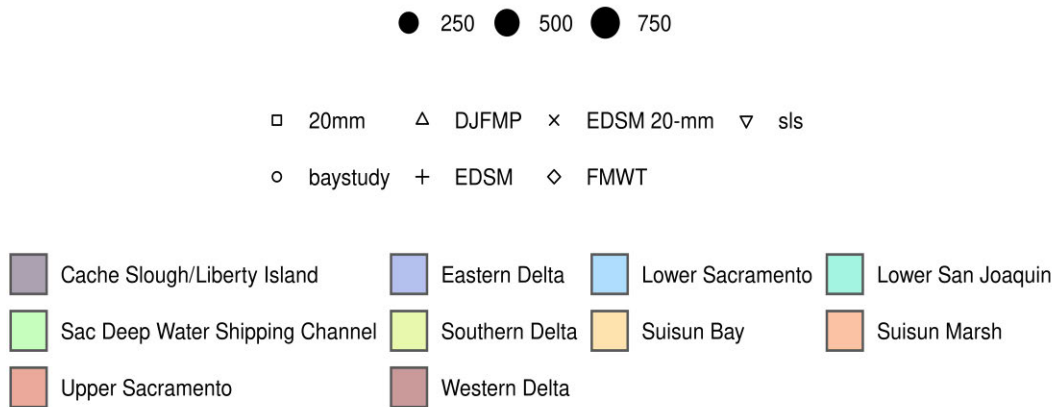 250 500 750
20mm DJFMP EDSM 20-mm sls
baystudy EDSM FMWT
Cache Slough/Liberty Island Eastern Delta Lower Sacramento Lower San Joaquin
Sac Deep Water Shipping Channel Southern Delta Suisun Bay Suisun Marsh
Upper Sacramento Western Delta